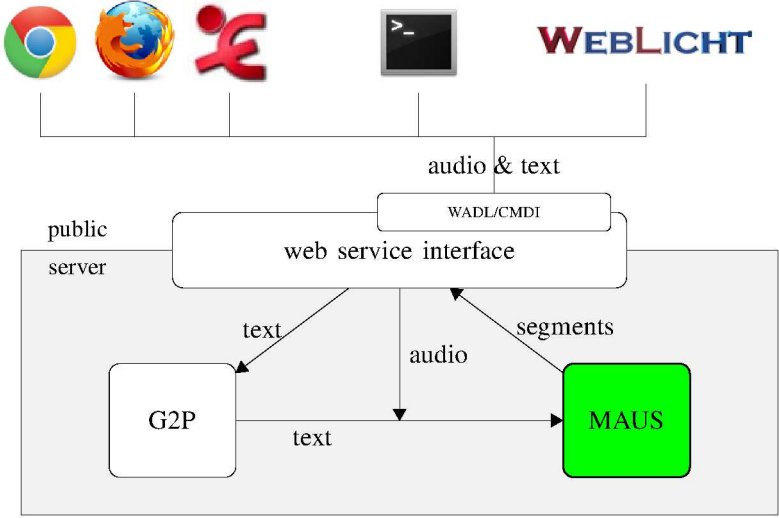 >_
WEBLICHT
audio & text
WADL/CMDI
public
web service interface
server
text
segments
audio
G2P
MAUS
text